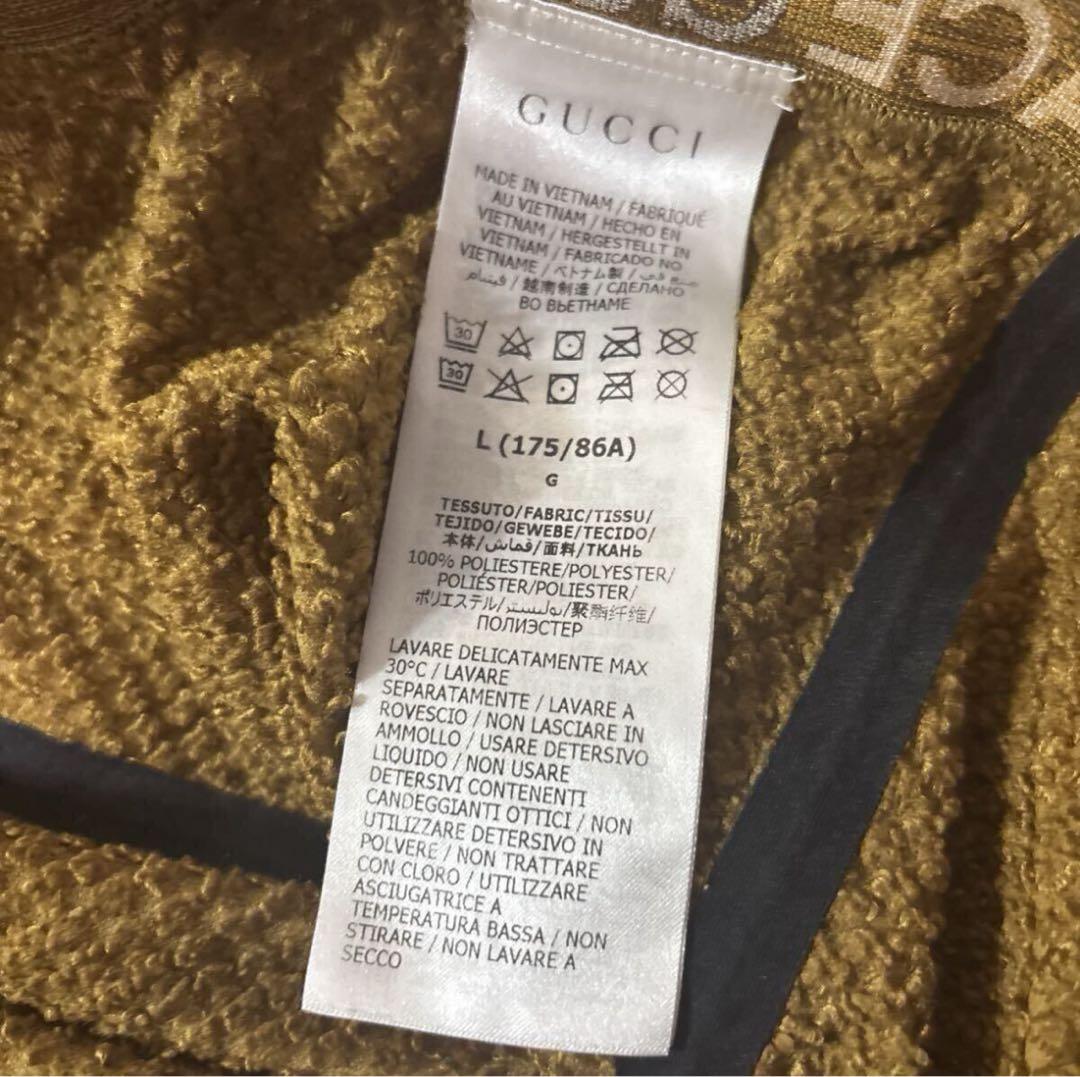 GUCCI
MADE IN VIETNAM / FABRIQUÉ
AU VIETNAM / HECHO EN
VIETNAM / HERGESTELLT IN
VIETNAM / FABRICADO NO
VIETNAME / ベトナム製 / صنع في
فيتنام / 越南制造 / СДЕЛАНО
ВО ВЬЕТНАМЕ
30
30
L (175/86A)
G
TESSUTO/FABRIC/TISSU/
TEJIDO/GEWEBE/TECIDO/
本体/قماش/面料/ТКАНЬ
100% POLIESTERE/POLYESTER/
POLIÉSTER/POLIESTER/
ポリエステル/بوليستر/聚酯纤维/
ПОЛИЭСТЕР
LAVARE DELICATAMENTE MAX
30°C / LAVARE
SEPARATAMENTE / LAVARE A
ROVESCIO / NON LASCIARE IN
AMMOLLO / USARE DETERSIVO
LIQUIDO / NON USARE
DETERSIVI CONTENENTI
CANDEGGIANTI OTTICI / NON
UTILIZZARE DETERSIVO IN
POLVERE / NON TRATTARE
CON CLORO / UTILIZZARE
ASCIUGATRICE A
TEMPERATURA BASSA / NON
STIRARE / NON LAVARE A
SECCO